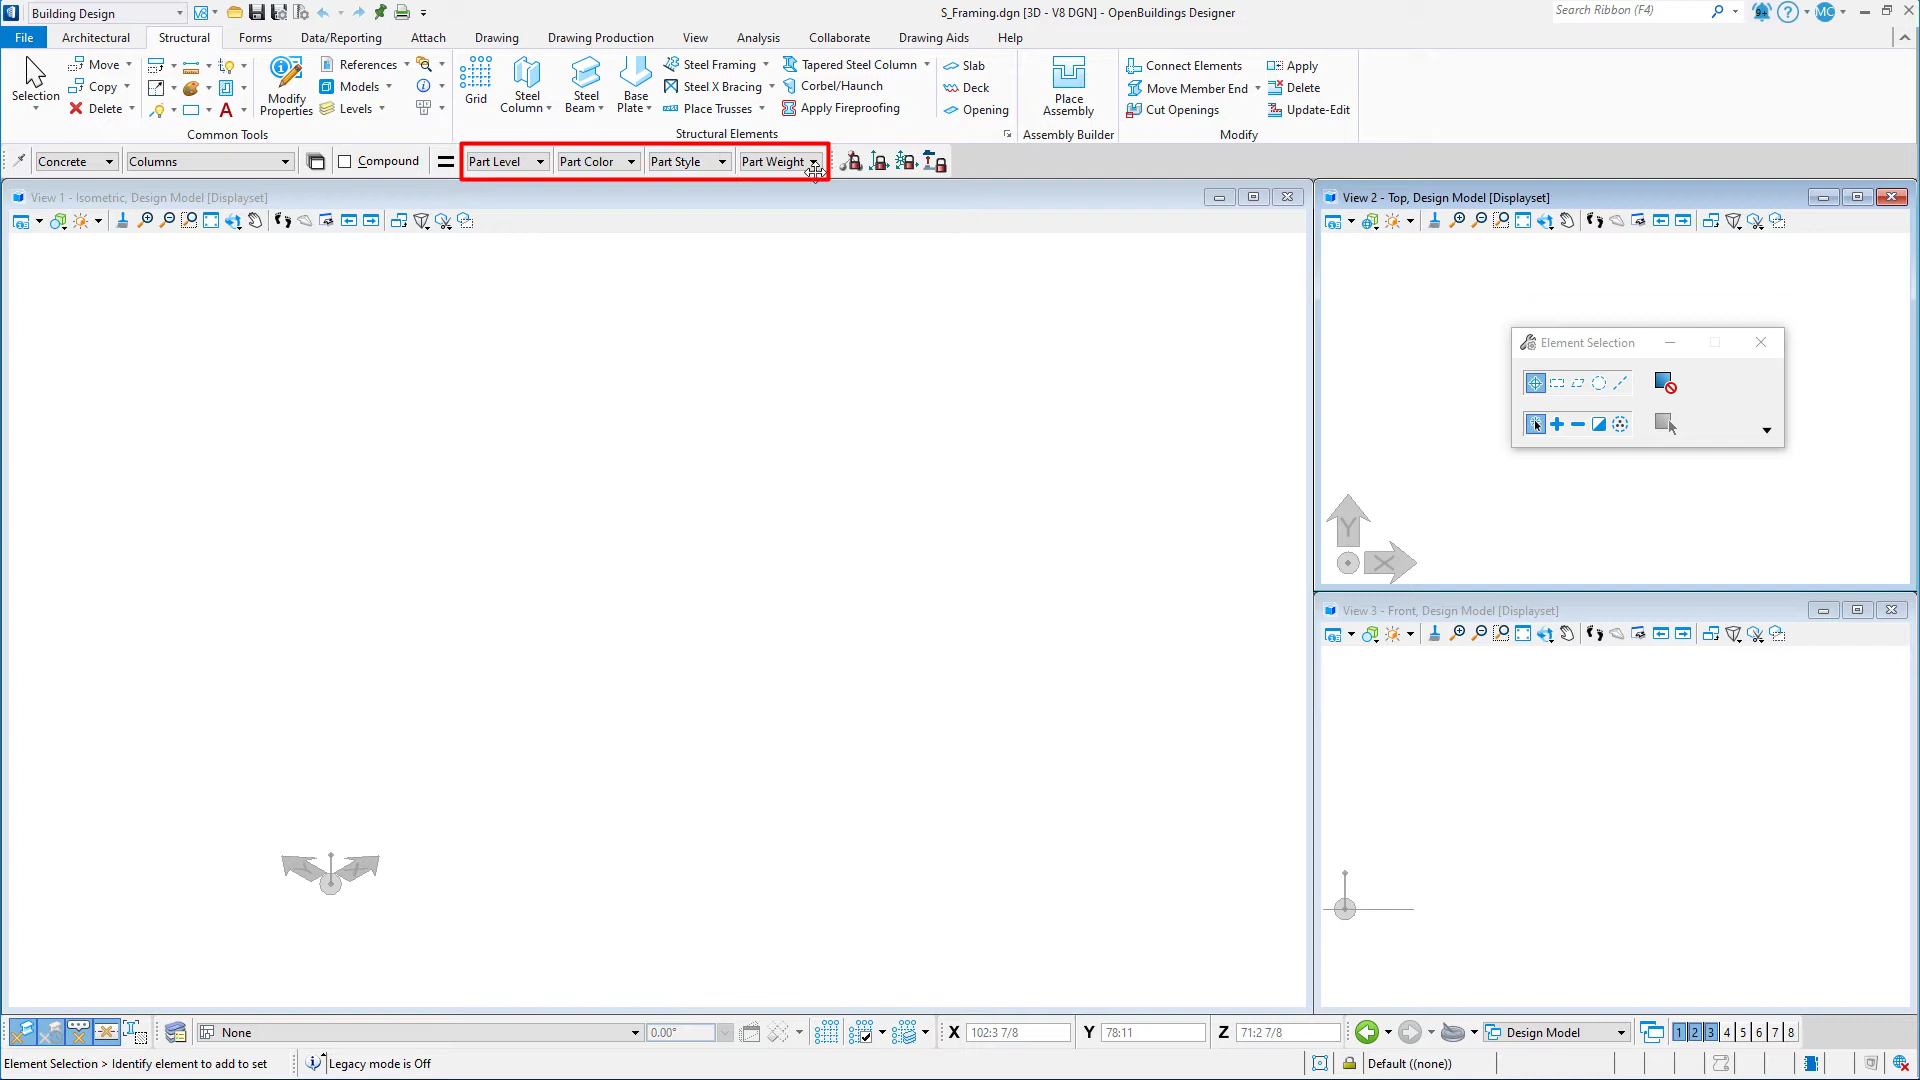 Building Design
S_Framing.dgn [3D - V8 DGN] - OpenBuildings Designer
Search Ribbon (F4)
9+
MC
File Architectural Structural Forms Data/Reporting Attach Drawing Drawing Production View Analysis Collaborate Drawing Aids Help
Selection
Move
Copy
Delete
Modify Properties
References
Models
Levels
Common Tools
Grid
Steel Column
Steel Beam
Base Plate
Steel Framing
Steel X Bracing
Place Trusses
Tapered Steel Column
Corbel/Haunch
Apply Fireproofing
Slab
Deck
Opening
Structural Elements
Place Assembly
Assembly Builder
Connect Elements
Move Member End
Cut Openings
Apply
Delete
Update-Edit
Modify
Concrete Columns Compound Part Level Part Color Part Style Part Weight
View 1 - Isometric, Design Model [Displayset]
View 2 - Top, Design Model [Displayset]
Element Selection
Y
X
View 3 - Front, Design Model [Displayset]
None 0.00° X 102:3 7/8 Y 78:11 Z 71:2 7/8 Design Model 1 2 3 4 5 6 7 8
Element Selection > Identify element to add to set Legacy mode is Off Default ((none))